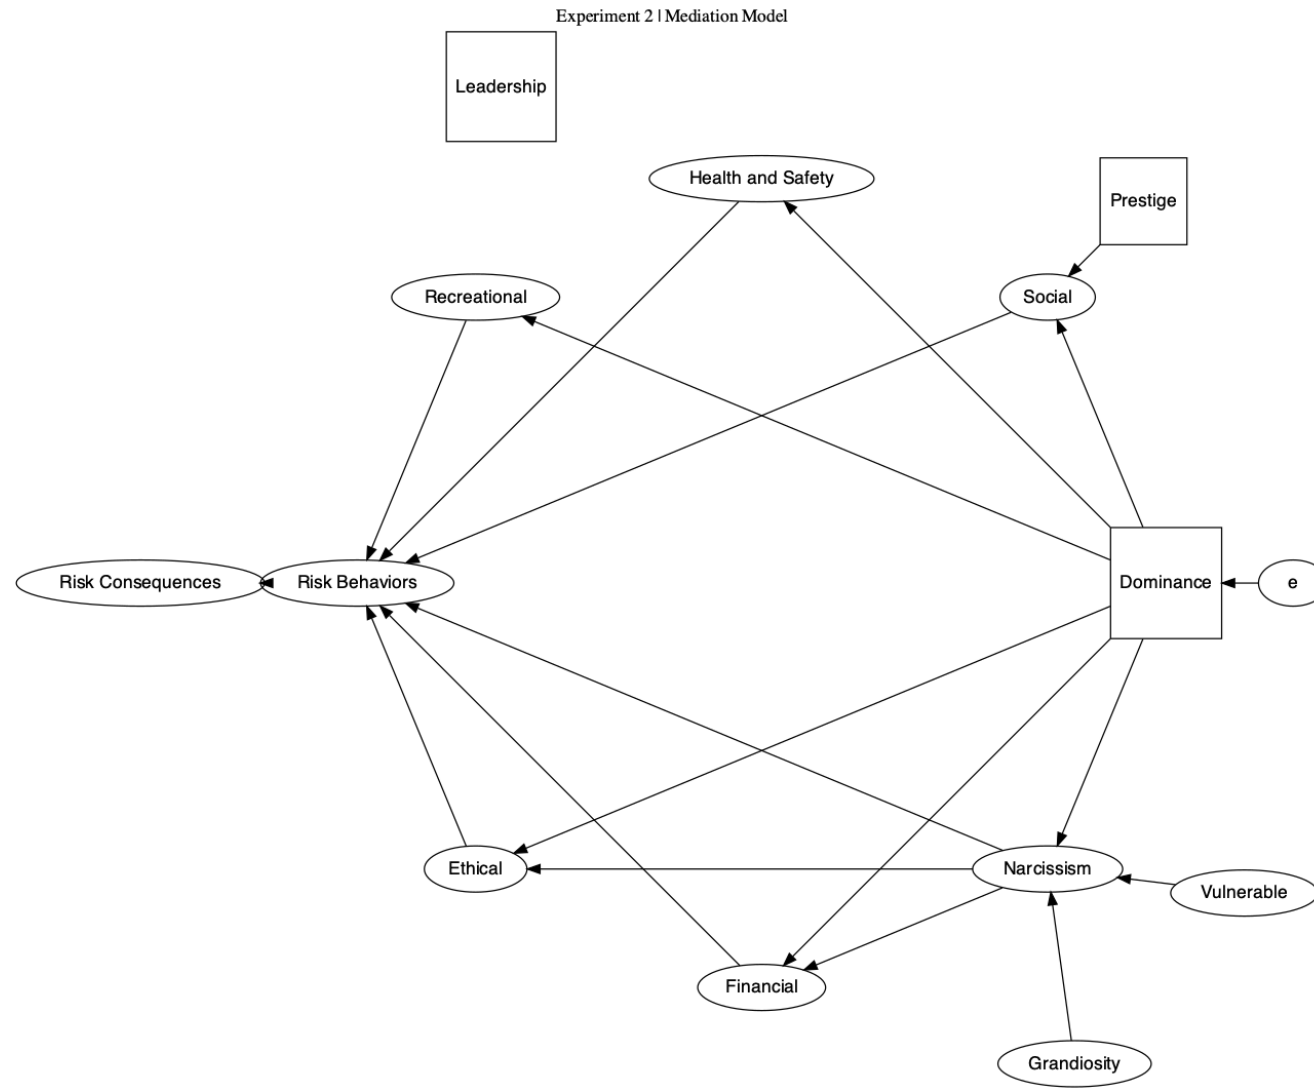 Experiment 2 | Mediation Model
Leadership
Health and Safety
Prestige
Recreational
Social
Risk Consequences
Risk Behaviors
Dominance
e
Ethical
Narcissism
Vulnerable
Financial
Grandiosity